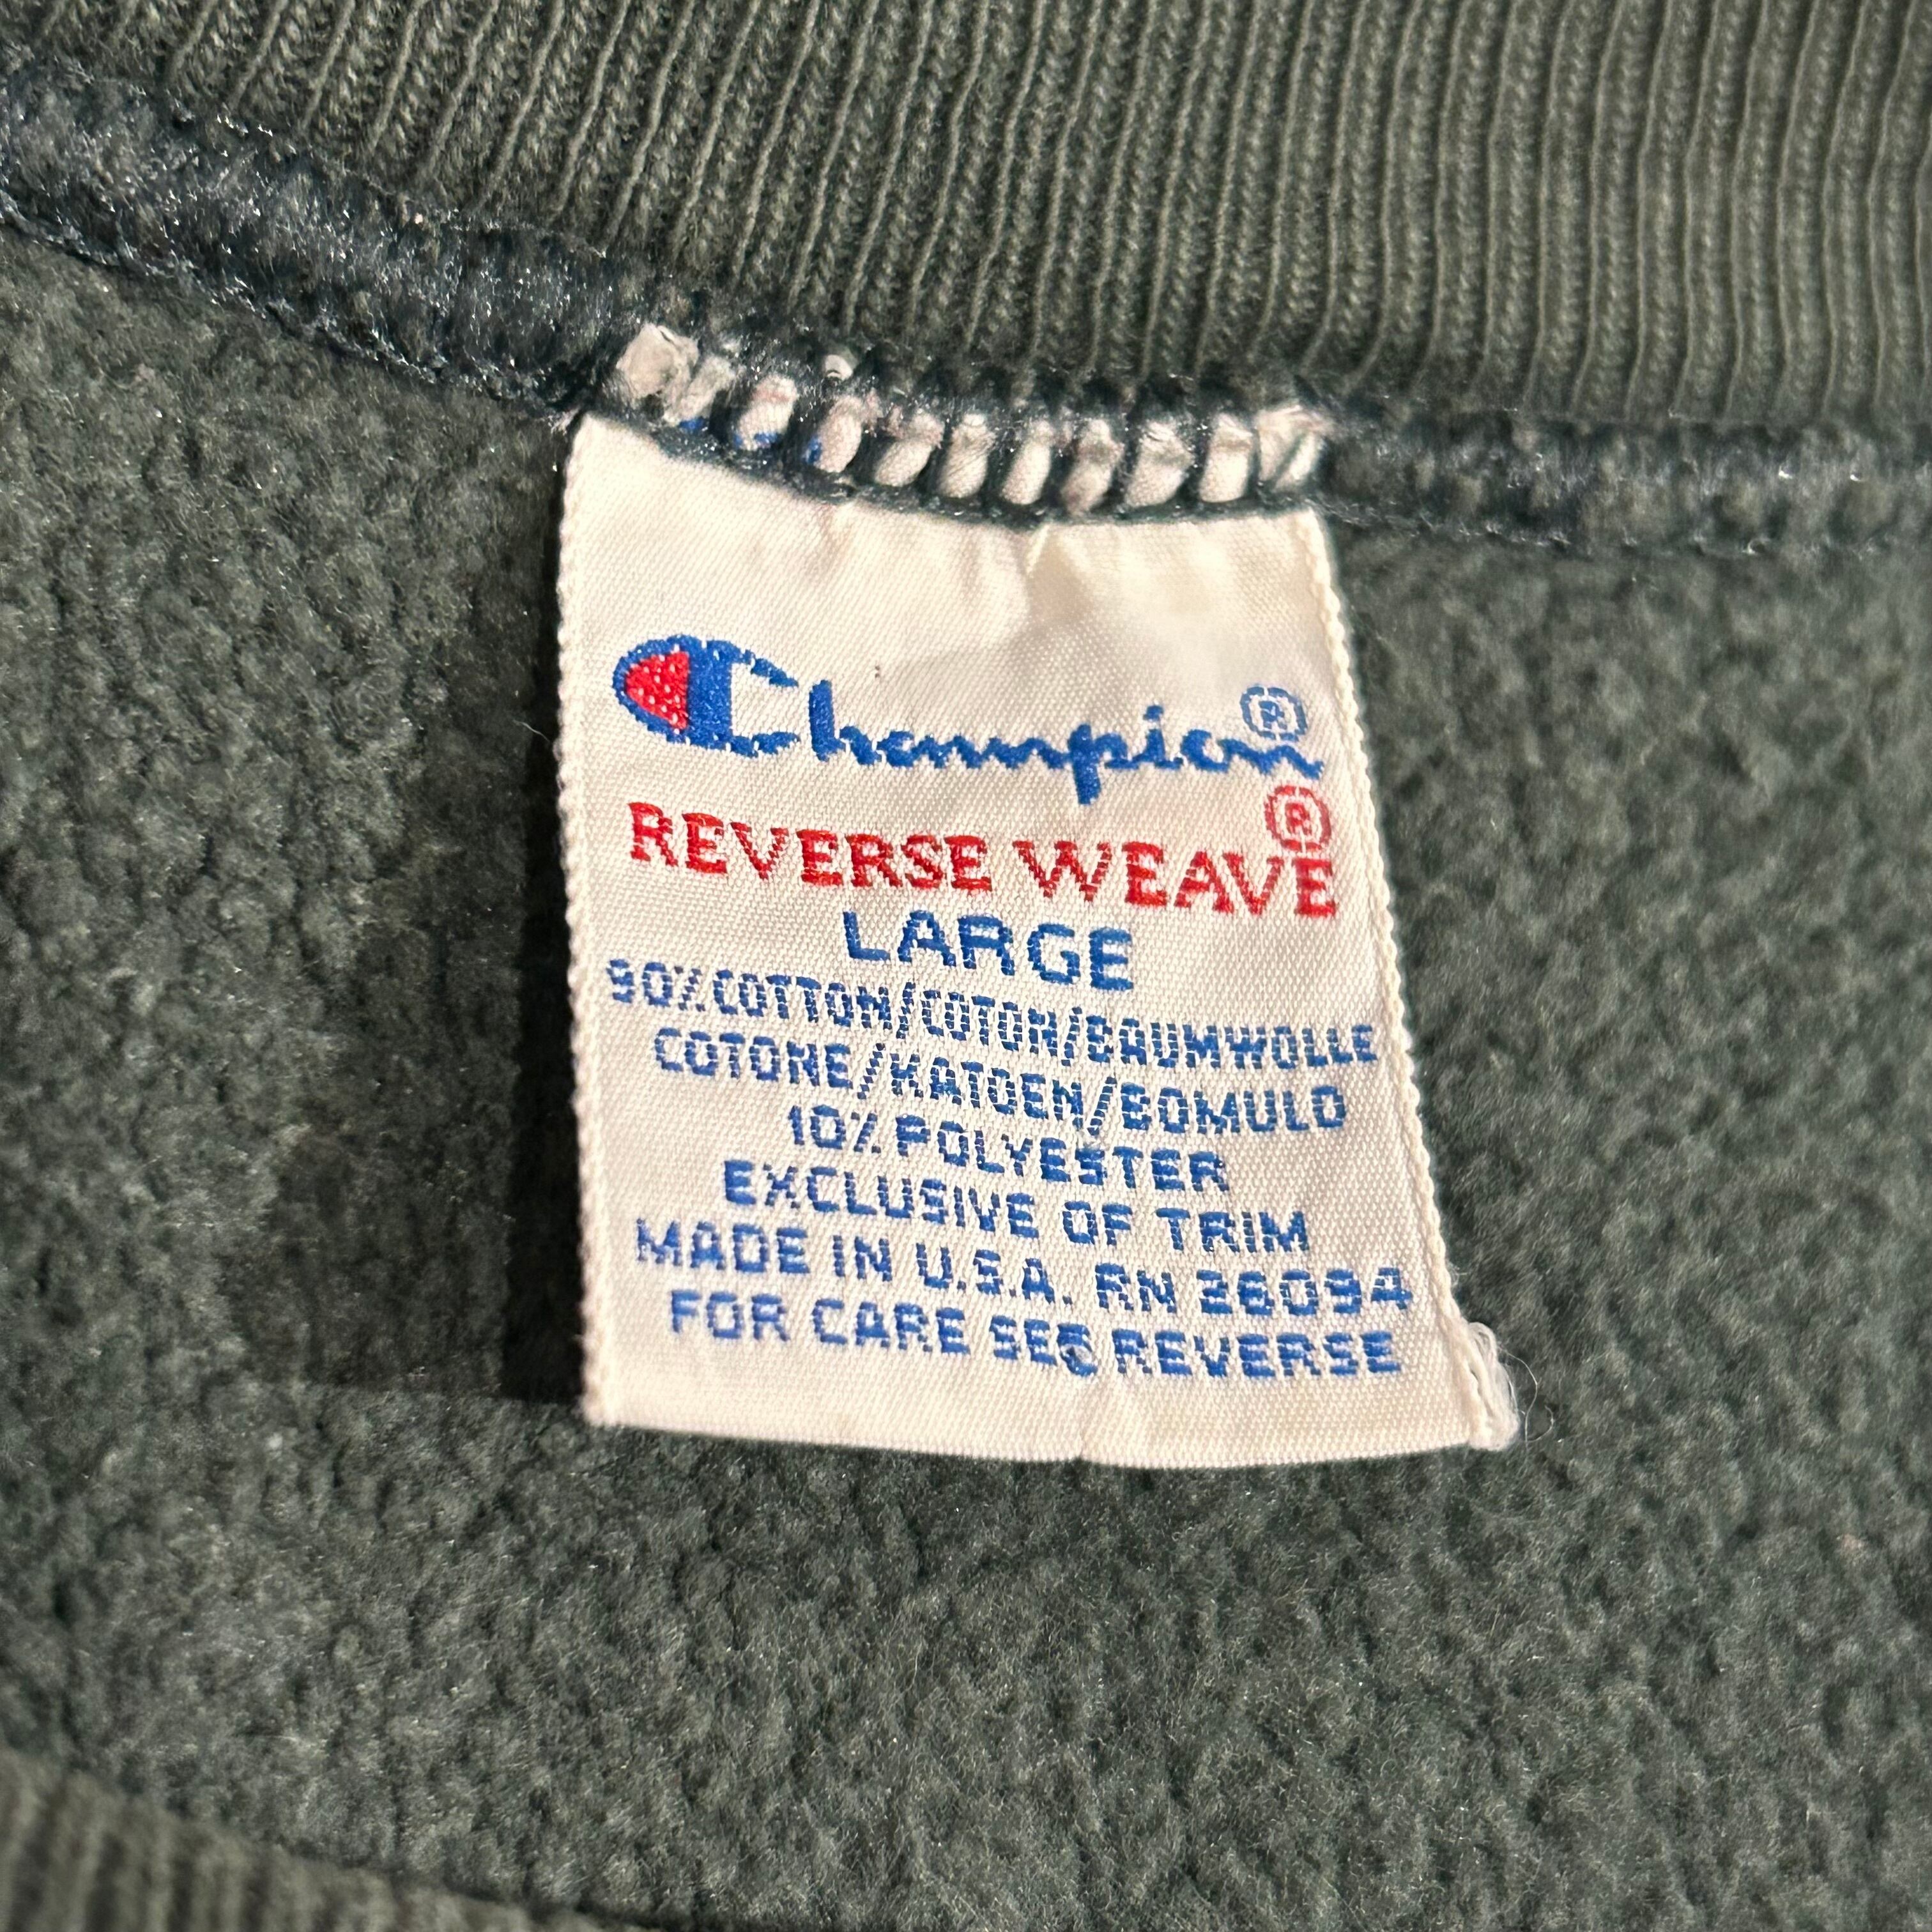 Champion®
REVERSE WEAVE®
LARGE
90% COTTON/COTON/BAUMWOLLE
COTONE/KATOEN/BOMULD
10% POLYESTER
EXCLUSIVE OF TRIM
MADE IN U.S.A. RN 26094
FOR CARE SEE REVERSE